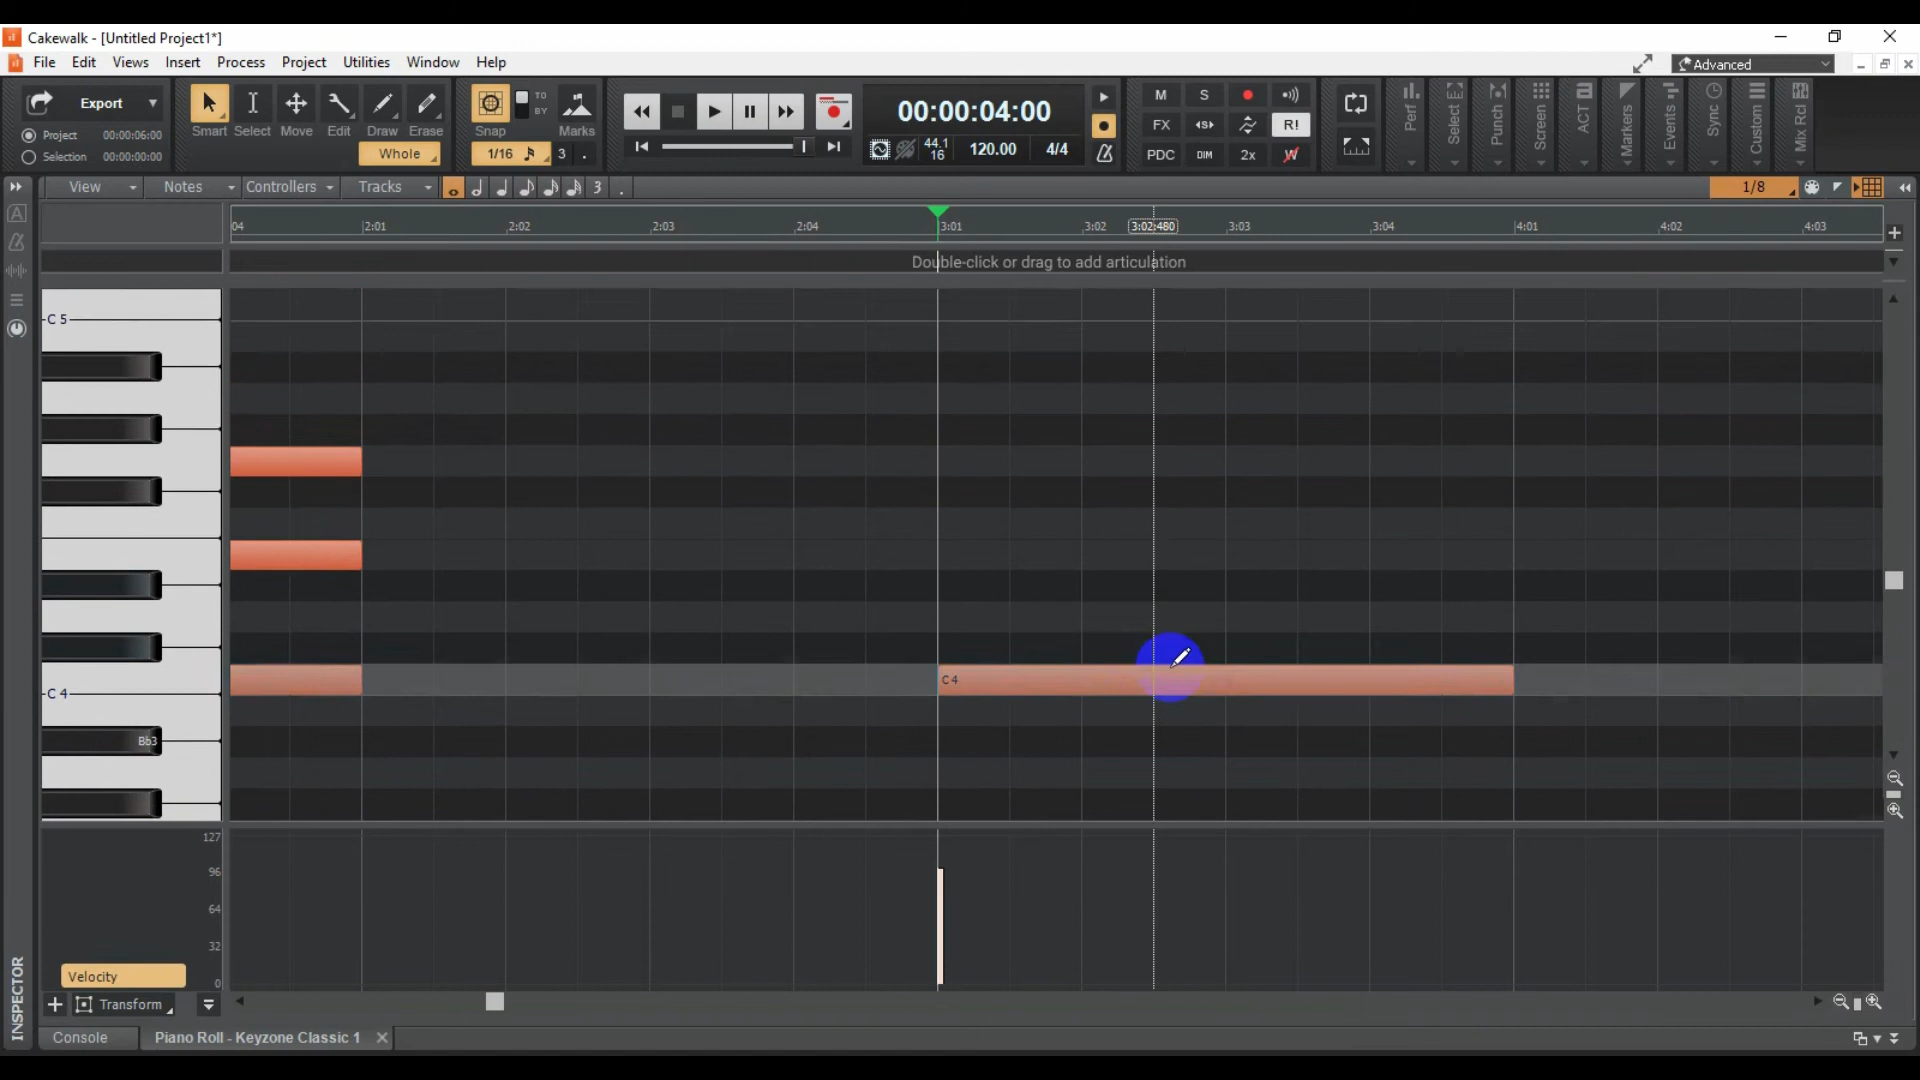 Cakewalk - [Untitled Project1*]
File Edit Views Insert Process Project Utilities Window Help
Advanced
Export
Project 00:00:06:00
Selection 00:00:00:00
Smart Select Move Edit Draw Erase
Whole
Snap TO BY Marks
1/16 3 .
00:00:04:00
44.1 16 120.00 4/4
M S
FX R!
PDC DIM 2x W
Perf Select Punch Screen ACT Markers Events Sync Custom Mix Rcl
View Notes Controllers Tracks 3 . 1/8
04 2:01 2:02 2:03 2:04 3:01 3:02 3:02:480 3:03 3:04 4:01 4:02 4:03
Double-click or drag to add articulation
C 5
C 4
C 4
Bb3
127
96
64
32
0
Velocity
Transform
INSPECTOR
Console Piano Roll - Keyzone Classic 1